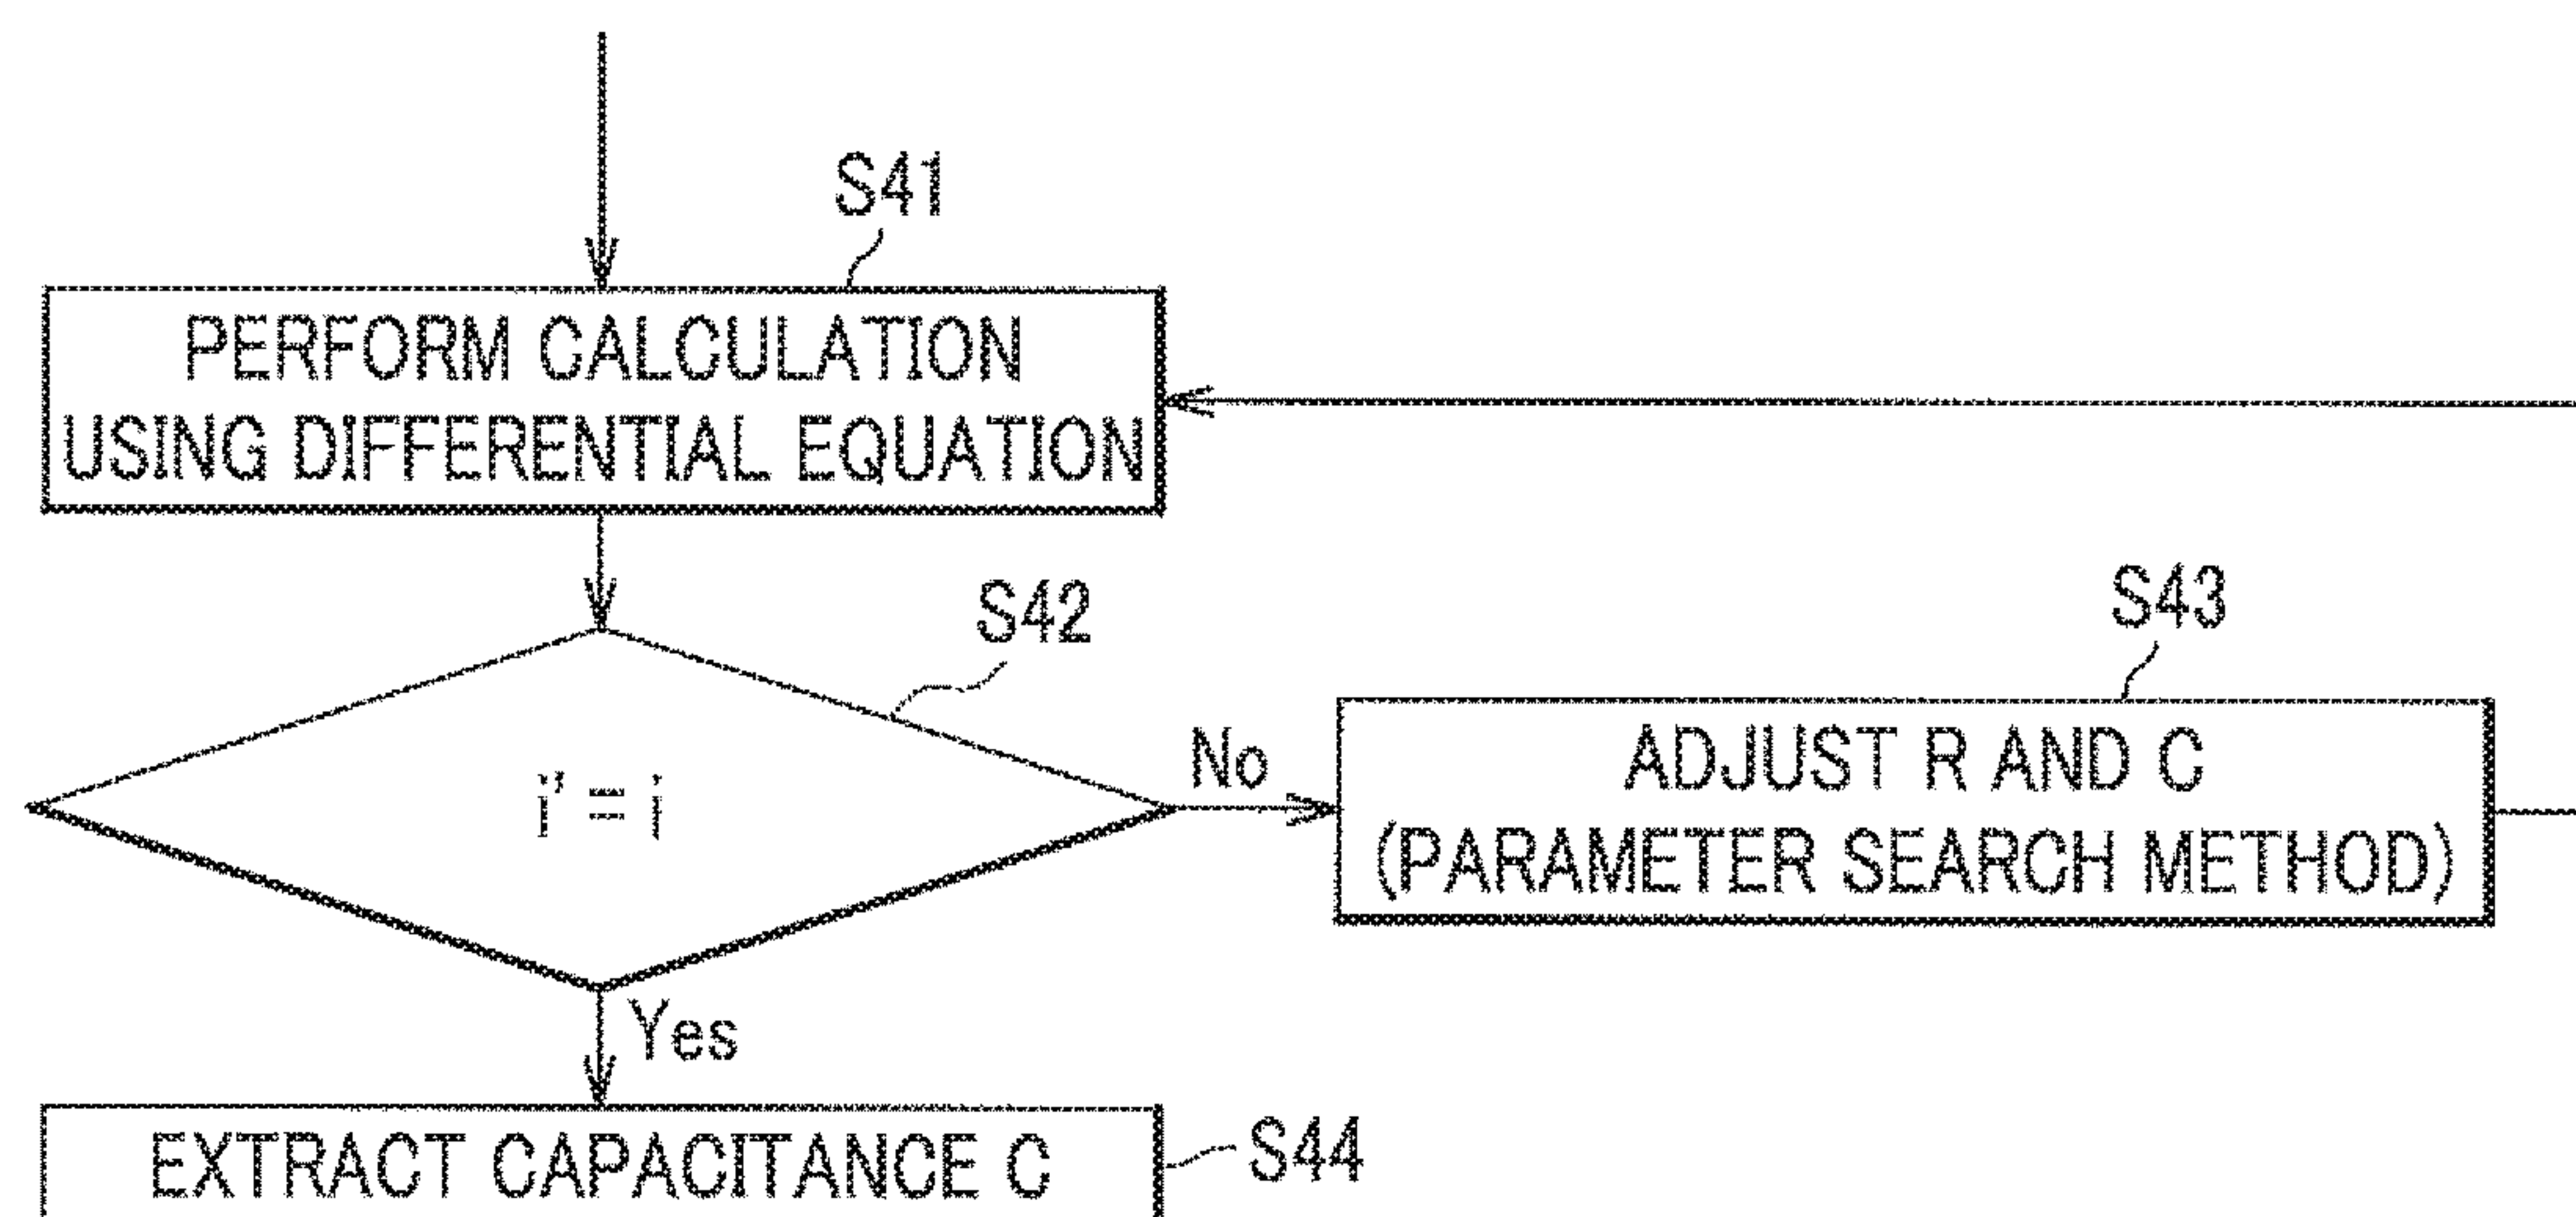 S41
PERFORM CALCULATION
USING DIFFERENTIAL EQUATION
S42
i' = i
No
S43
ADJUST R AND C
(PARAMETER SEARCH METHOD)
Yes
EXTRACT CAPACITANCE C
S44